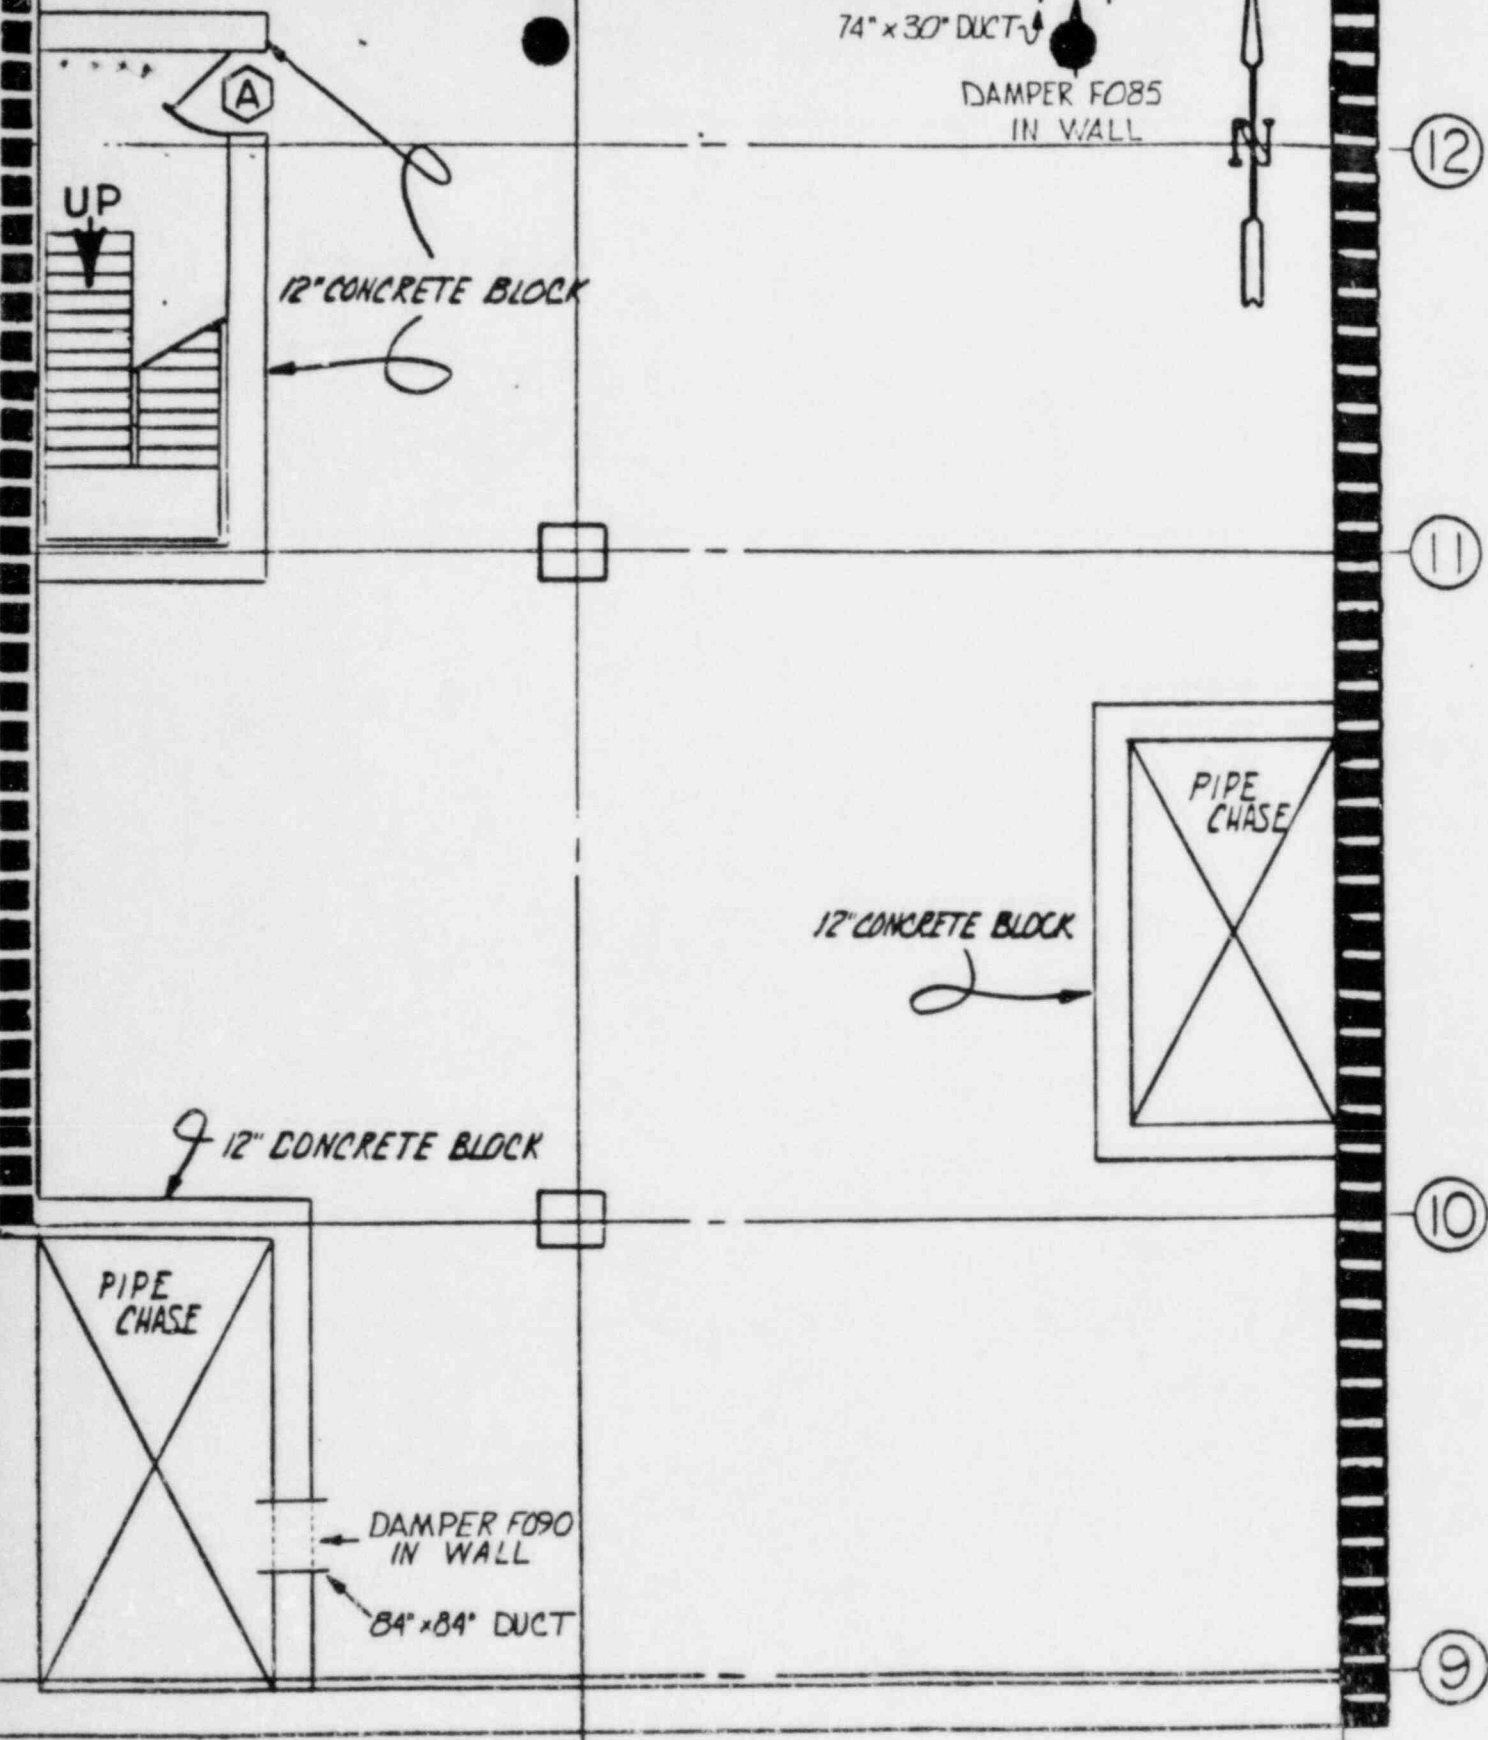 74" x 30" DUCT
DAMPER F085
IN WALL
A
N
12
UP
12" CONCRETE BLOCK
11
PIPE
CHASE
12" CONCRETE BLOCK
12" CONCRETE BLOCK
10
PIPE
CHASE
DAMPER F090
IN WALL
84" x 84" DUCT
9